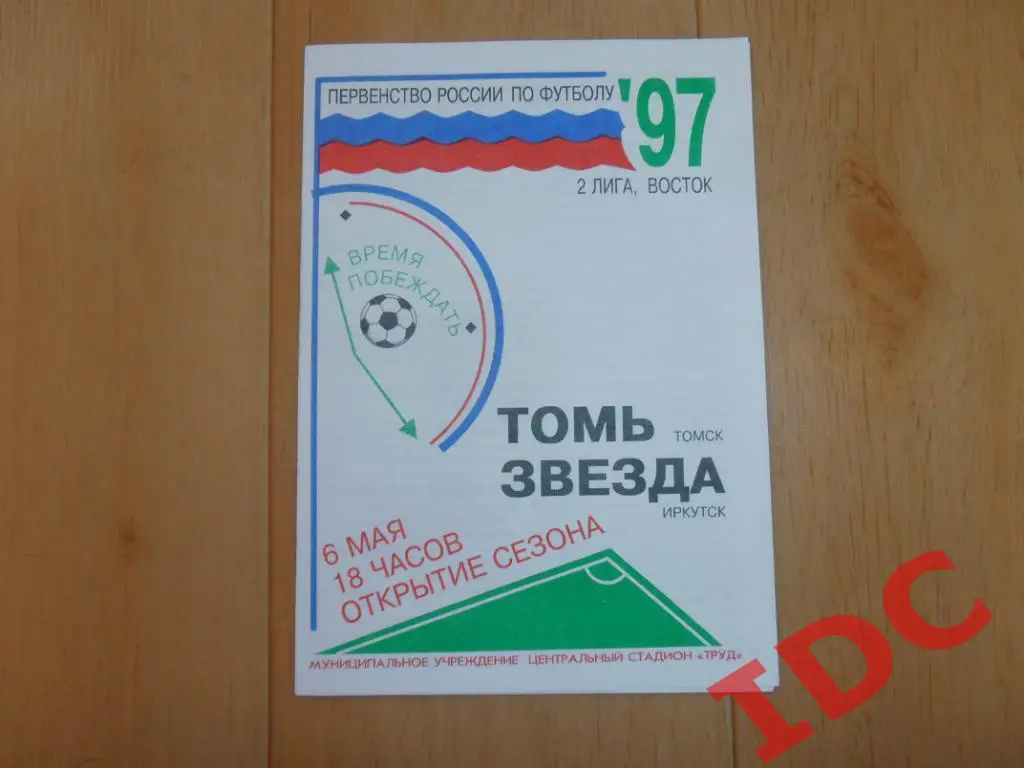 ПЕРВЕНСТВО РОССИИ ПО ФУТБОЛУ '97
2 ЛИГА, ВОСТОК
ВРЕМЯ
ПОБЕЖДАТЬ
ТОМЬ ТОМСК
ЗВЕЗДА
ИРКУТСК
6 МАЯ
18 ЧАСОВ
ОТКРЫТИЕ СЕЗОНА
МУНИЦИПАЛЬНОЕ УЧРЕЖДЕНИЕ ЦЕНТРАЛЬНЫЙ СТАДИОН «ТРУД»
IDC